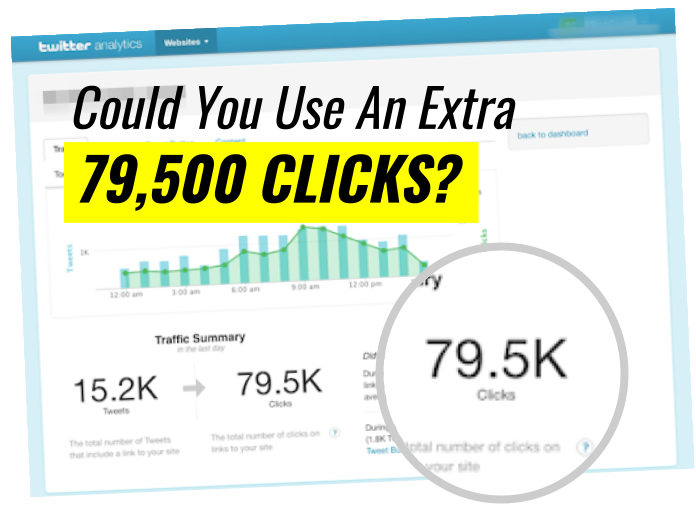 twitter analytics Websites
Could You Use An Extra
back to dashboard
79,500 CLICKS?
Tweets
1K
12:00 am 3:00 am 6:00 am 9:00 am 12:00 pm
Traffic Summary
in the last day
15.2K
Tweets
79.5K
Clicks
The total number of Tweets
that include a link to your site
The total number of clicks on
links to your site
?
(1.8K
79.5K
Clicks
total number of clicks on
your site
?